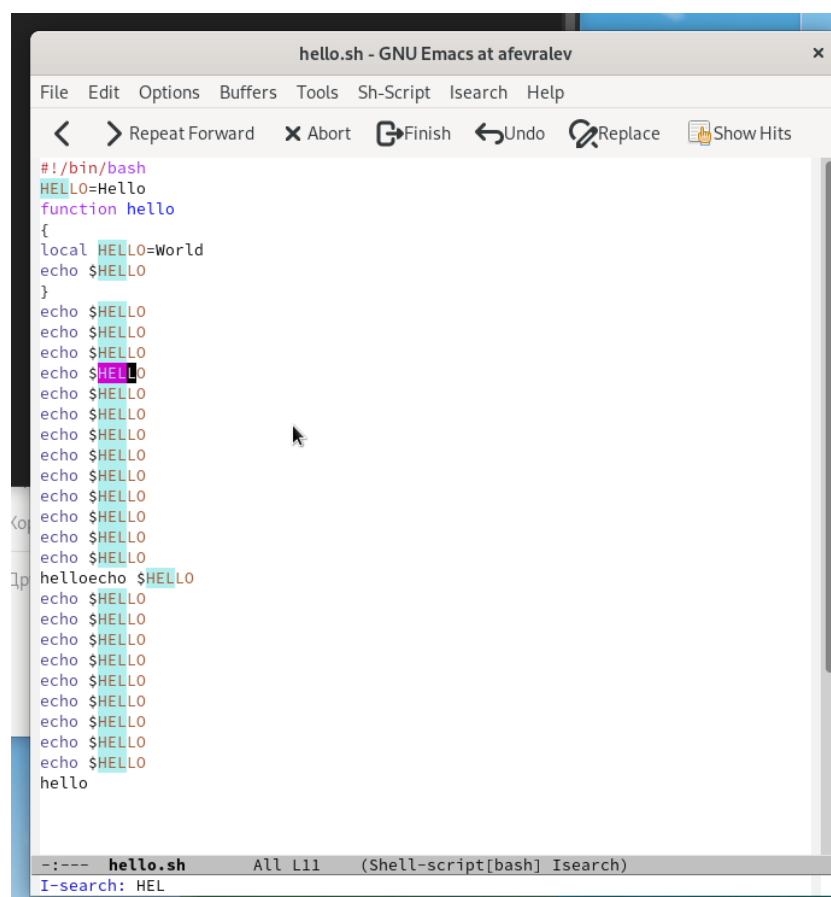 hello.sh - GNU Emacs at afevralev ×
File Edit Options Buffers Tools Sh-Script Isearch Help
Repeat Forward Abort Finish Undo Replace Show Hits
#!/bin/bash
HELLO=Hello
function hello
{
local HELLO=World
echo $HELLO
}
echo $HELLO
echo $HELLO
echo $HELLO
echo $HELLO
echo $HELLO
echo $HELLO
echo $HELLO
echo $HELLO
echo $HELLO
echo $HELLO
echo $HELLO
echo $HELLO
echo $HELLO
helloecho $HELLO
echo $HELLO
echo $HELLO
echo $HELLO
echo $HELLO
echo $HELLO
echo $HELLO
echo $HELLO
echo $HELLO
echo $HELLO
hello
-:--- hello.sh All L11 (Shell-script[bash] Isearch)
I-search: HEL